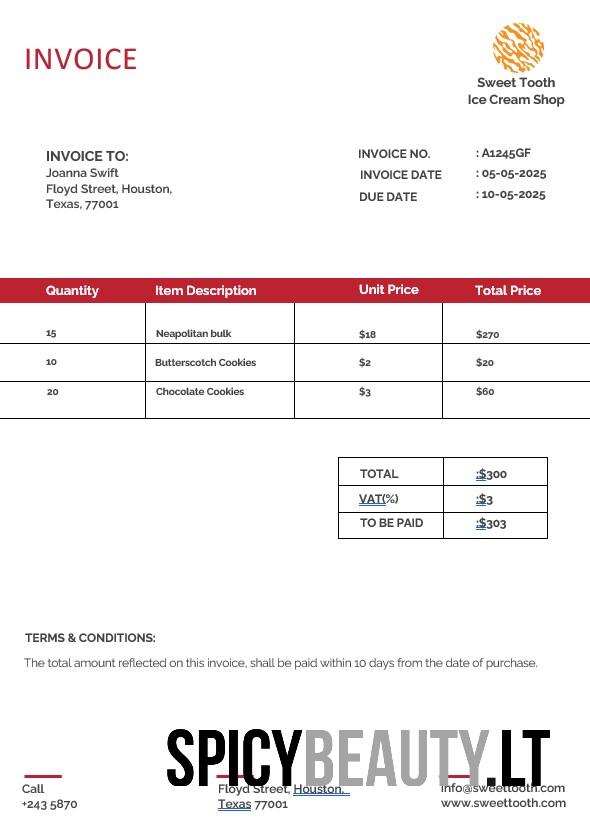 INVOICE
Sweet Tooth
Ice Cream Shop
INVOICE TO:
Joanna Swift
Floyd Street, Houston,
Texas, 77001
INVOICE NO. : A1245GF
INVOICE DATE : 05-05-2025
DUE DATE : 10-05-2025
Quantity Item Description Unit Price Total Price
15 Neapolitan bulk $18 $270
10 Butterscotch Cookies $2 $20
20 Chocolate Cookies $3 $60
TOTAL :$300
VAT(%) :$3
TO BE PAID :$303
TERMS & CONDITIONS:
The total amount reflected on this invoice, shall be paid within 10 days from the date of purchase.
SPICYBEAUTY.LT
Call
+243 5870
Floyd Street, Houston,
Texas 77001
info@sweettooth.com
www.sweettooth.com